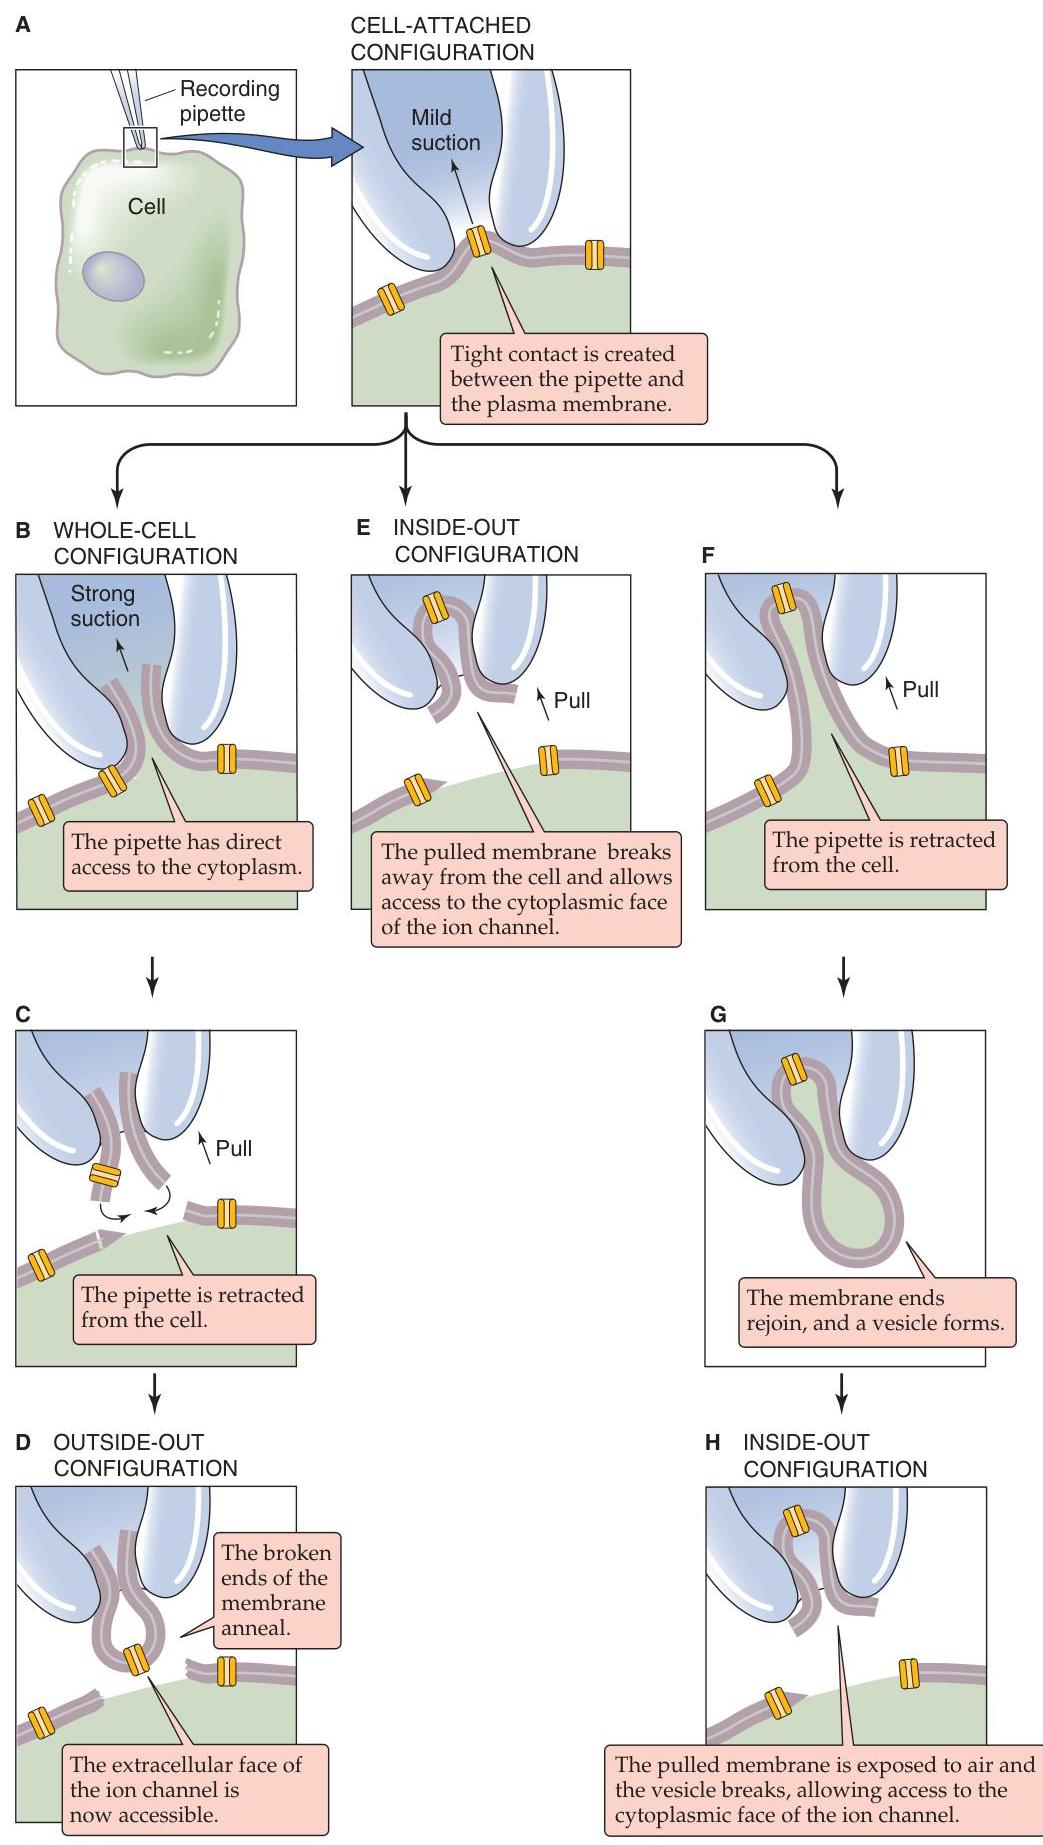 A
CELL-ATTACHED
CONFIGURATION
Recording
pipette
Cell
Mild
suction
Tight contact is created
between the pipette and
the plasma membrane.
B WHOLE-CELL
CONFIGURATION
Strong
suction
The pipette has direct
access to the cytoplasm.
E INSIDE-OUT
CONFIGURATION
Pull
The pulled membrane breaks
away from the cell and allows
access to the cytoplasmic face
of the ion channel.
F
Pull
The pipette is retracted
from the cell.
C
Pull
The pipette is retracted
from the cell.
G
The membrane ends
rejoin, and a vesicle forms.
D OUTSIDE-OUT
CONFIGURATION
The broken
ends of the
membrane
anneal.
The extracellular face of
the ion channel is
now accessible.
H INSIDE-OUT
CONFIGURATION
The pulled membrane is exposed to air and
the vesicle breaks, allowing access to the
cytoplasmic face of the ion channel.